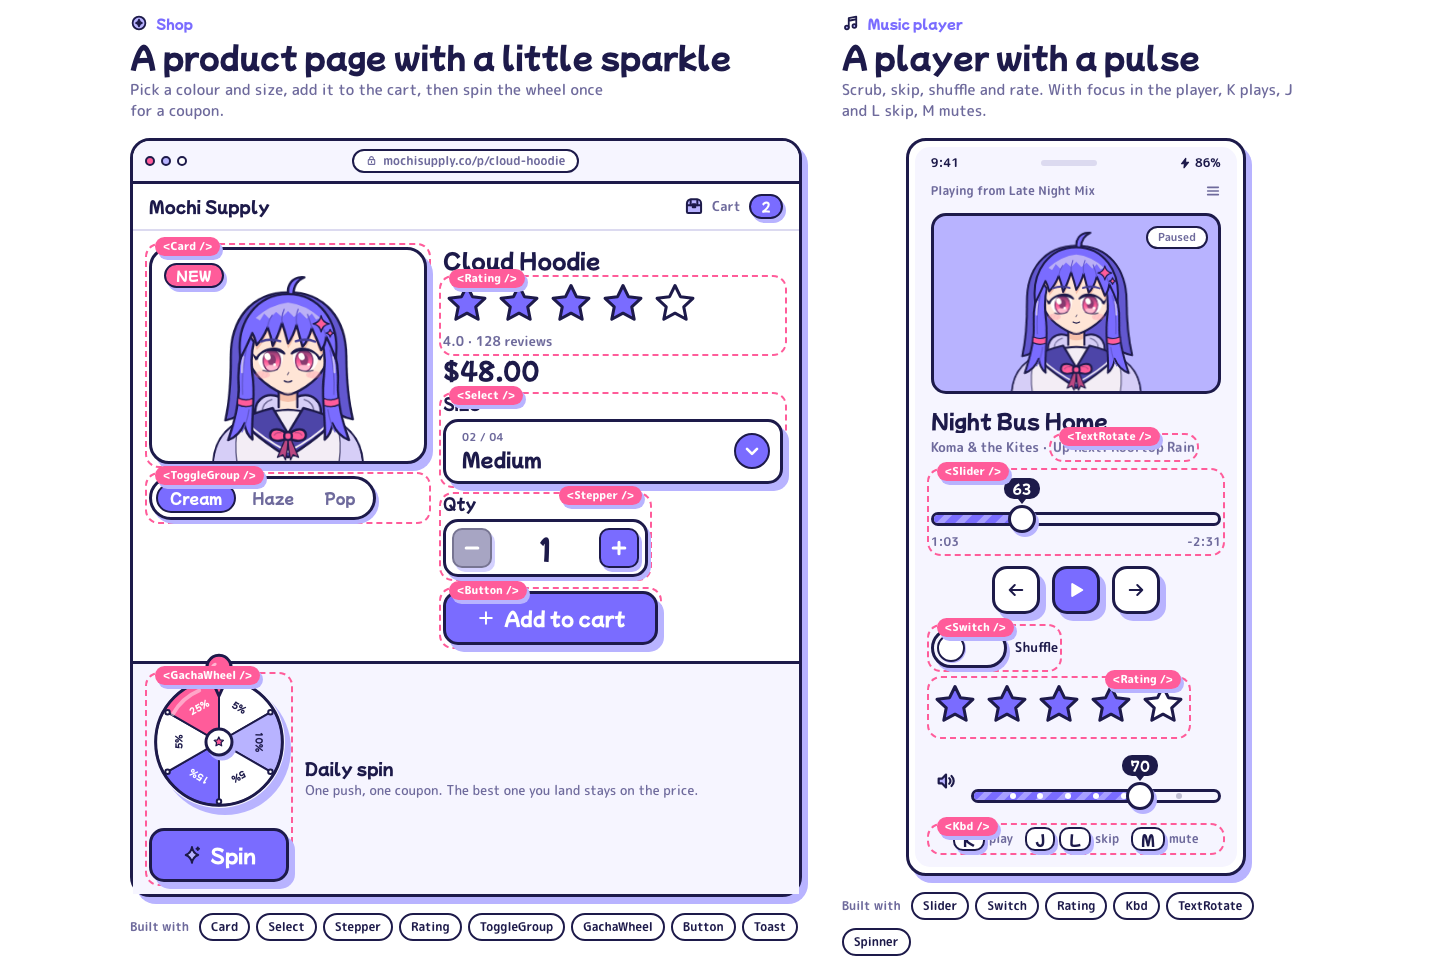 Shop
A product page with a little sparkle
Pick a colour and size, add it to the cart, then spin the wheel once
for a coupon.
mochisupply.co/p/cloud-hoodie
Mochi Supply
Cart 2
<Card />
NEW
<ToggleGroup />
Cream Haze Pop
Cloud Hoodie
<Rating />
4.0 · 128 reviews
$48.00
<Select />
Size
02 / 04
Medium
Qty
<Stepper />
1
<Button />
Add to cart
<GachaWheel />
25%
5%
10%
5%
15%
5%
Daily spin
One push, one coupon. The best one you land stays on the price.
Spin
Built with Card Select Stepper Rating ToggleGroup GachaWheel Button Toast
Music player
A player with a pulse
Scrub, skip, shuffle and rate. With focus in the player, K plays, J
and L skip, M mutes.
9:41 86%
Playing from Late Night Mix
Paused
Night Bus Home
<TextRotate />
Koma & the Kites · Up next: Rooftop Rain
<Slider />
63
1:03 -2:31
<Switch />
Shuffle
<Rating />
70
<Kbd />
K play J L skip M mute
Built with Slider Switch Rating Kbd TextRotate
Spinner